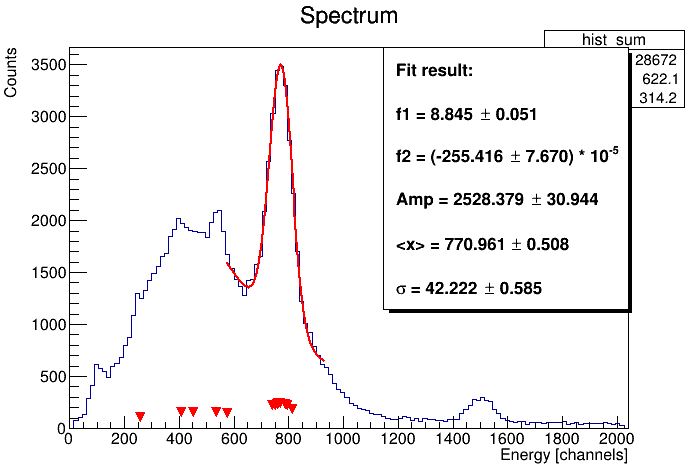 Spectrum
hist_sum
28672
622.1
314.2
Fit result:
f1 = 8.845 ± 0.051
f2 = (-255.416 ± 7.670) * 10-5
Amp = 2528.379 ± 30.944
<x> = 770.961 ± 0.508
σ = 42.222 ± 0.585
Counts
3500
3000
2500
2000
1500
1000
500
0
0 200 400 600 800 1000 1200 1400 1600 1800 2000
Energy [channels]